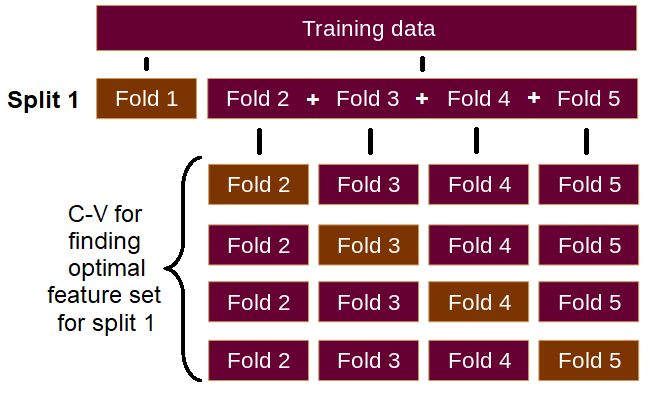 Training data
Split 1 Fold 1 Fold 2 + Fold 3 + Fold 4 + Fold 5
C-V for
finding
optimal
feature set
for split 1
Fold 2 Fold 3 Fold 4 Fold 5
Fold 2 Fold 3 Fold 4 Fold 5
Fold 2 Fold 3 Fold 4 Fold 5
Fold 2 Fold 3 Fold 4 Fold 5